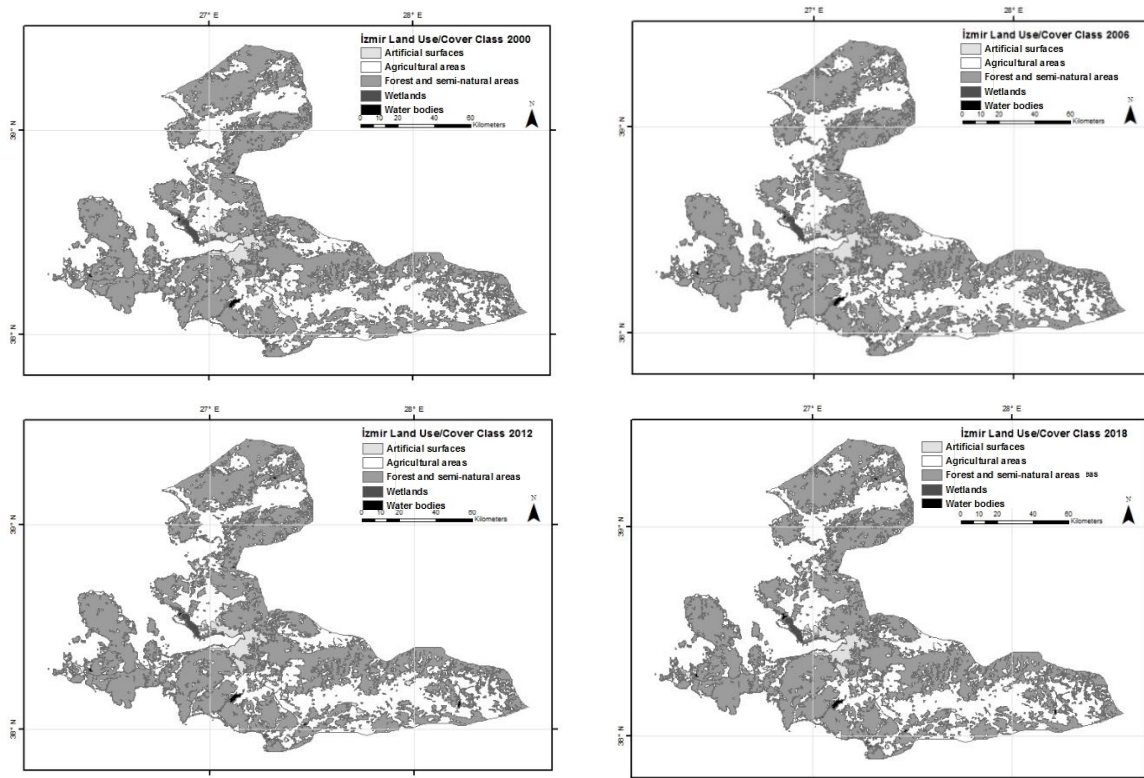 27° E 28° E
İzmir Land Use/Cover Class 2000
Artificial surfaces
Agricultural areas
Forest and semi-natural areas
Wetlands
Water bodies
0 10 20 40 60
Kilometers
N
39° N
38° N
27° E 28° E
İzmir Land Use/Cover Class 2006
Artificial surfaces
Agricultural areas
Forest and semi-natural areas
Wetlands
Water bodies
0 10 20 40 60
Kilometers
N
39° N
38° N
27° E 28° E
İzmir Land Use/Cover Class 2012
Artificial surfaces
Agricultural areas
Forest and semi-natural areas
Wetlands
Water bodies
0 10 20 40 60
Kilometers
N
39° N
38° N
27° E 28° E
İzmir Land Use/Cover Class 2018
Artificial surfaces
Agricultural areas
Forest and semi-natural areas
Wetlands
Water bodies
0 10 20 40 60
Kilometers
N
39° N
38° N